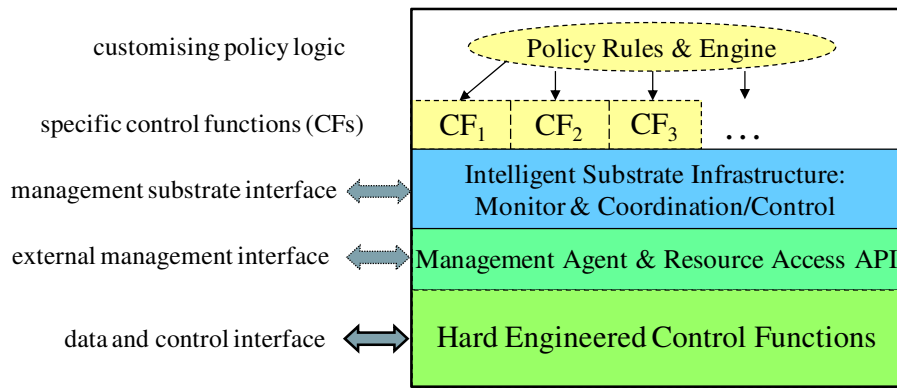 customising policy logic
Policy Rules & Engine
specific control functions (CFs)
CF₁ CF₂ CF₃ ...
management substrate interface
Intelligent Substrate Infrastructure:
Monitor & Coordination/Control
external management interface
Management Agent & Resource Access API
data and control interface
Hard Engineered Control Functions